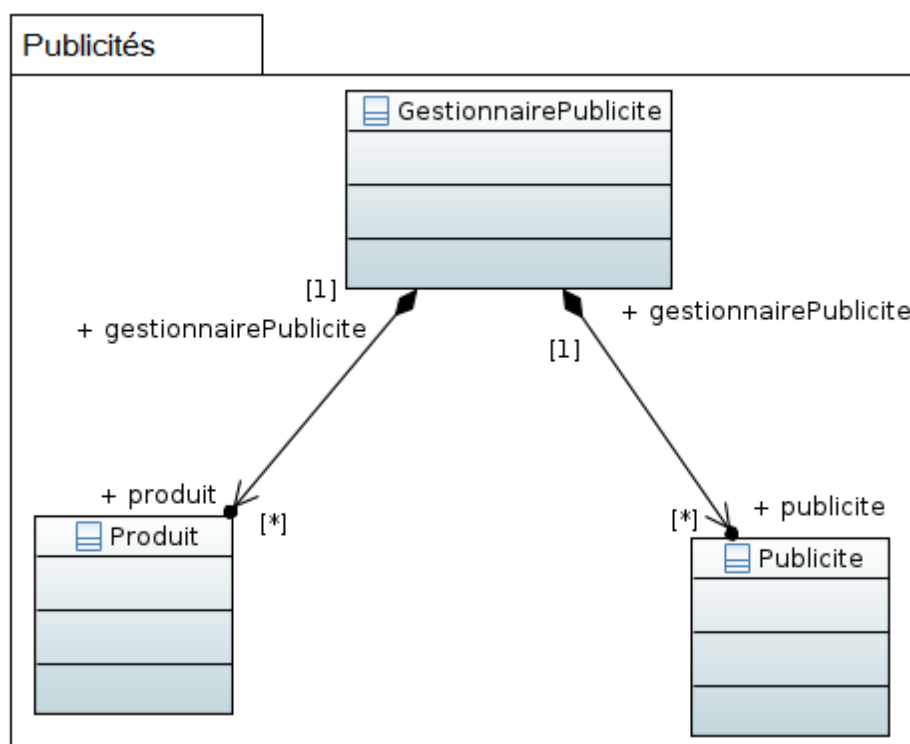 Publicités
GestionnairePublicite
[1]
+ gestionnairePublicite
+ gestionnairePublicite
[1]
+ produit
[*]
Produit
+ publicite
[*]
Publicite